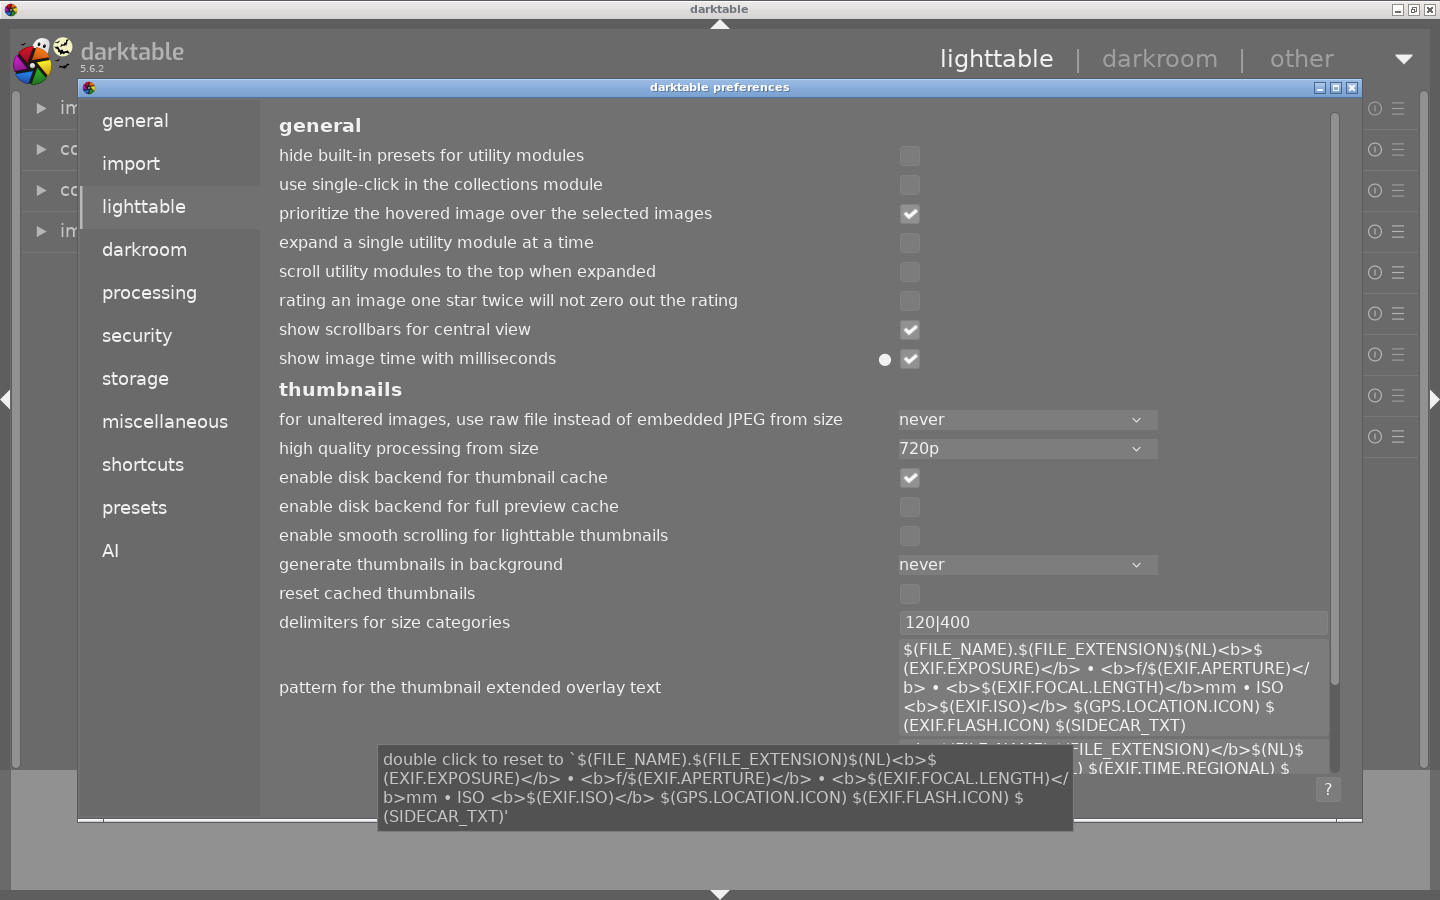 darktable
darktable
5.6.2
lighttable | darkroom | other
darktable preferences
im
co
co
im
general
import
lighttable
darkroom
processing
security
storage
miscellaneous
shortcuts
presets
AI
general
hide built-in presets for utility modules
use single-click in the collections module
prioritize the hovered image over the selected images
expand a single utility module at a time
scroll utility modules to the top when expanded
rating an image one star twice will not zero out the rating
show scrollbars for central view
show image time with milliseconds
thumbnails
for unaltered images, use raw file instead of embedded JPEG from size never
high quality processing from size 720p
enable disk backend for thumbnail cache
enable disk backend for full preview cache
enable smooth scrolling for lighttable thumbnails
generate thumbnails in background never
reset cached thumbnails
delimiters for size categories 120|400
pattern for the thumbnail extended overlay text
$(FILE_NAME).$(FILE_EXTENSION)$(NL)<b>$
(EXIF.EXPOSURE)</b> • <b>f/$(EXIF.APERTURE)</
b> • <b>$(EXIF.FOCAL.LENGTH)</b>mm • ISO
<b>$(EXIF.ISO)</b> $(GPS.LOCATION.ICON) $
(EXIF.FLASH.ICON) $(SIDECAR_TXT)
FILE_EXTENSION)</b>$(NL)$
) $(EXIF.TIME.REGIONAL) $
double click to reset to `$(FILE_NAME).$(FILE_EXTENSION)$(NL)<b>$
(EXIF.EXPOSURE)</b> • <b>f/$(EXIF.APERTURE)</b> • <b>$(EXIF.FOCAL.LENGTH)</
b>mm • ISO <b>$(EXIF.ISO)</b> $(GPS.LOCATION.ICON) $(EXIF.FLASH.ICON) $
(SIDECAR_TXT)'
?